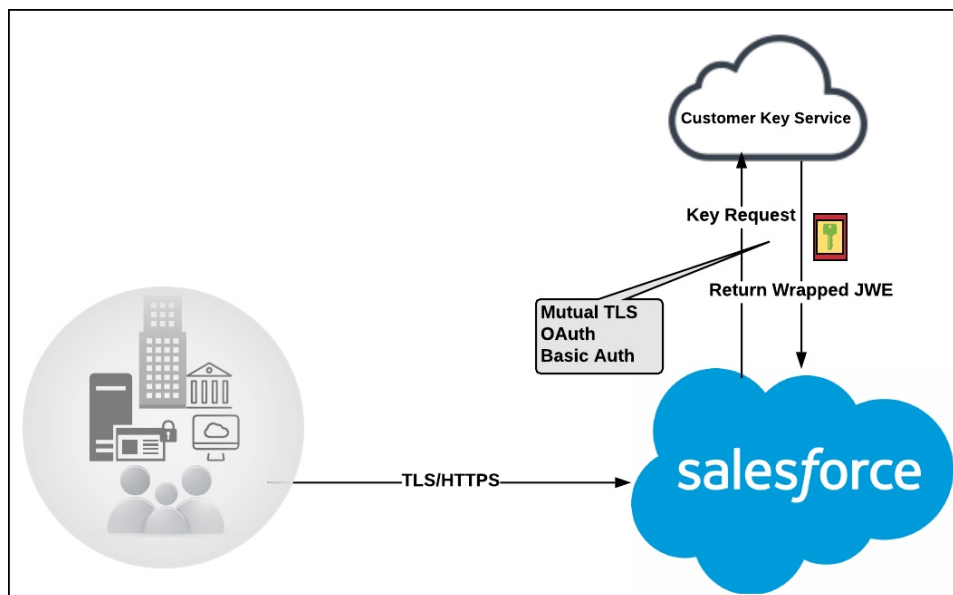 Customer Key Service
Key Request
Return Wrapped JWE
Mutual TLS
OAuth
Basic Auth
TLS/HTTPS
salesforce